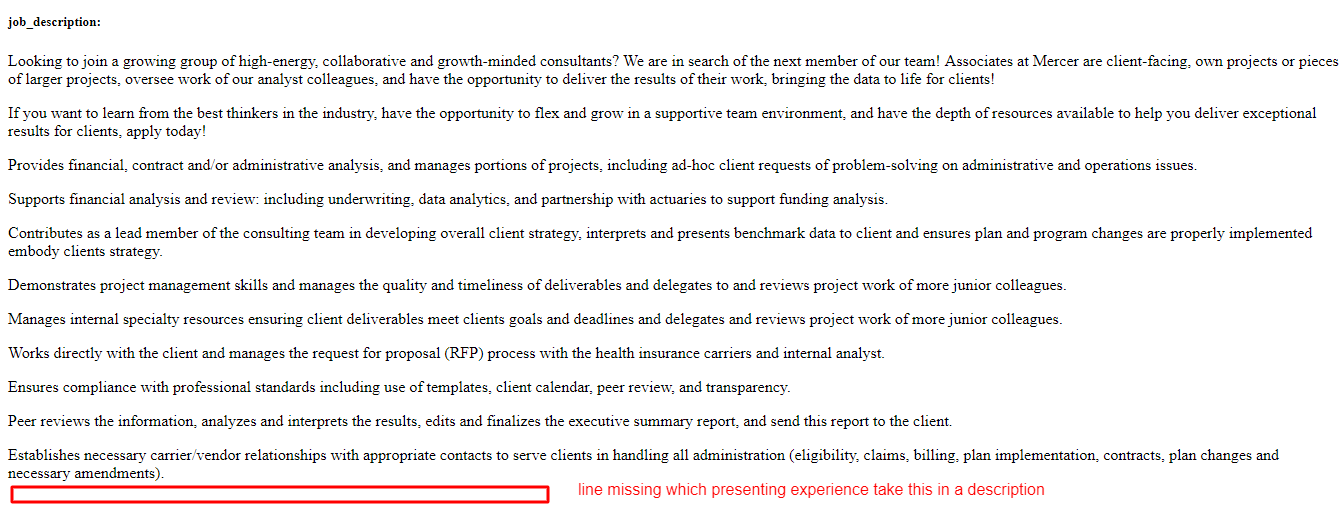 job_description:
Looking to join a growing group of high-energy, collaborative and growth-minded consultants? We are in search of the next member of our team! Associates at Mercer are client-facing, own projects or pieces
of larger projects, oversee work of our analyst colleagues, and have the opportunity to deliver the results of their work, bringing the data to life for clients!
If you want to learn from the best thinkers in the industry, have the opportunity to flex and grow in a supportive team environment, and have the depth of resources available to help you deliver exceptional
results for clients, apply today!
Provides financial, contract and/or administrative analysis, and manages portions of projects, including ad-hoc client requests of problem-solving on administrative and operations issues.
Supports financial analysis and review: including underwriting, data analytics, and partnership with actuaries to support funding analysis.
Contributes as a lead member of the consulting team in developing overall client strategy, interprets and presents benchmark data to client and ensures plan and program changes are properly implemented
embody clients strategy.
Demonstrates project management skills and manages the quality and timeliness of deliverables and delegates to and reviews project work of more junior colleagues.
Manages internal specialty resources ensuring client deliverables meet clients goals and deadlines and delegates and reviews project work of more junior colleagues.
Works directly with the client and manages the request for proposal (RFP) process with the health insurance carriers and internal analyst.
Ensures compliance with professional standards including use of templates, client calendar, peer review, and transparency.
Peer reviews the information, analyzes and interprets the results, edits and finalizes the executive summary report, and send this report to the client.
Establishes necessary carrier/vendor relationships with appropriate contacts to serve clients in handling all administration (eligibility, claims, billing, plan implementation, contracts, plan changes and
necessary amendments).
line missing which presenting experience take this in a description